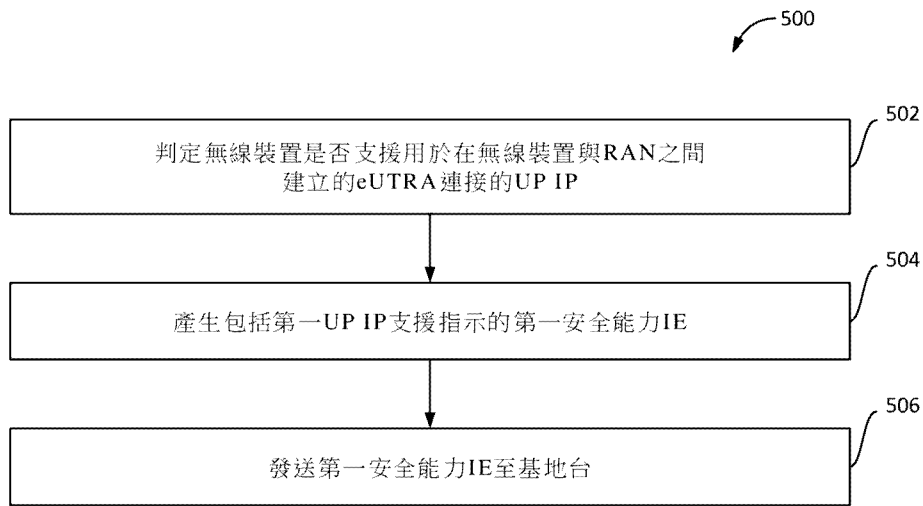 500
502
判定無線裝置是否支援用於在無線裝置與RAN之間
建立的eUTRA連接的UP IP
504
產生包括第一UP IP支援指示的第一安全能力IE
506
發送第一安全能力IE至基地台